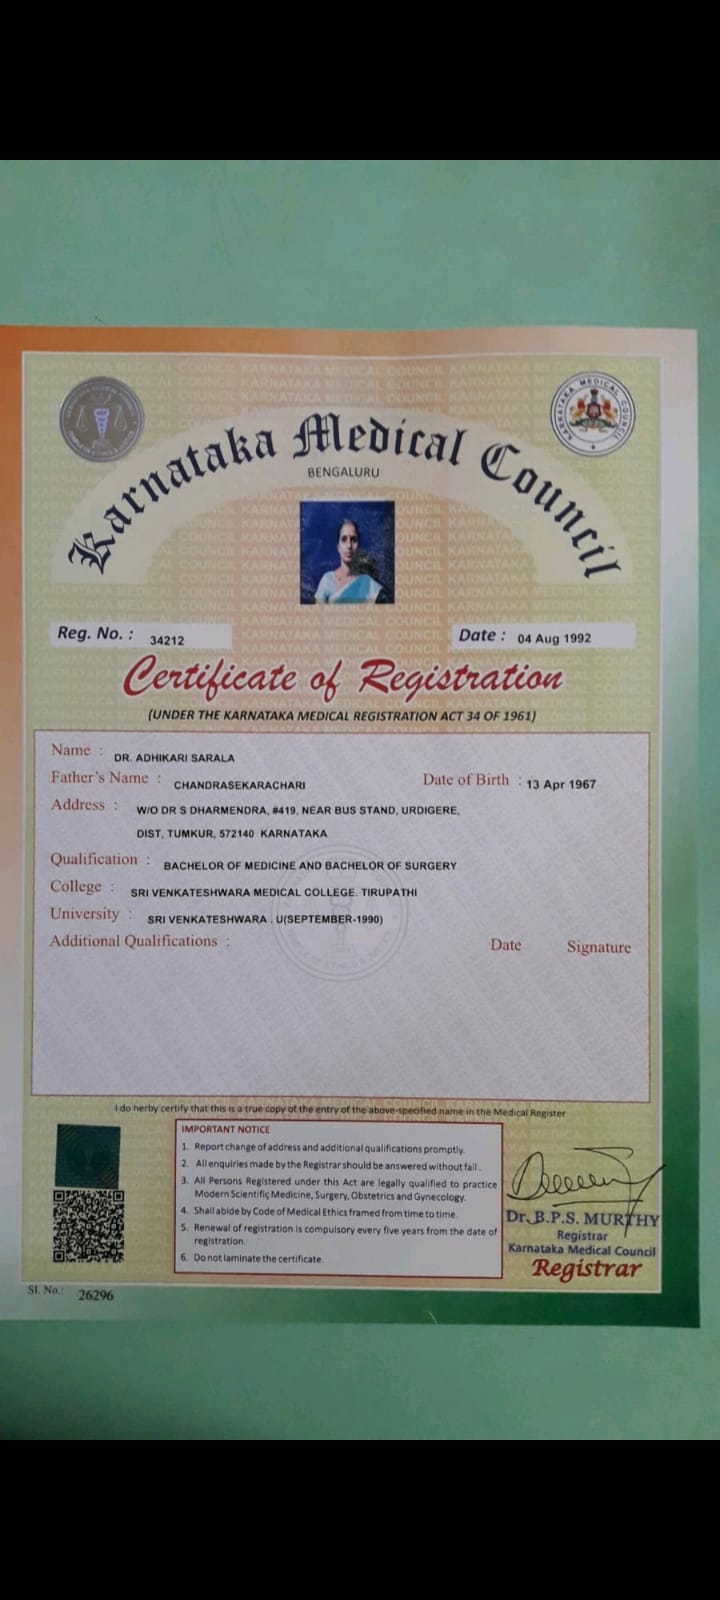 Karnataka Medical Council
BENGALURU
KARNATAKA MEDICAL COUNCIL
Reg. No. : 34212
Date : 04 Aug 1992
Certificate of Registration
(UNDER THE KARNATAKA MEDICAL REGISTRATION ACT 34 OF 1961)
Name : DR. ADHIKARI SARALA
Father's Name : CHANDRASEKARACHARI
Date of Birth : 13 Apr 1967
Address : W/O DR S DHARMENDRA, #419, NEAR BUS STAND, URDIGERE,
DIST, TUMKUR, 572140 KARNATAKA
Qualification : BACHELOR OF MEDICINE AND BACHELOR OF SURGERY
College : SRI VENKATESHWARA MEDICAL COLLEGE. TIRUPATHI
University : SRI VENKATESHWARA . U(SEPTEMBER-1990)
Additional Qualifications : Date Signature
I do herby certify that this is a true copy of the entry of the above-specified name in the Medical Register
IMPORTANT NOTICE
1. Report change of address and additional qualifications promptly.
2. All enquiries made by the Registrar should be answered without fail.
3. All Persons Registered under this Act are legally qualified to practice
Modern Scientific Medicine, Surgery, Obstetrics and Gynecology.
4. Shall abide by Code of Medical Ethics framed from time to time.
5. Renewal of registration is compulsory every five years from the date of
registration.
6. Do not laminate the certificate.
Dr. B.P.S. MURTHY
Registrar
Karnataka Medical Council
Registrar
Sl. No.: 26296